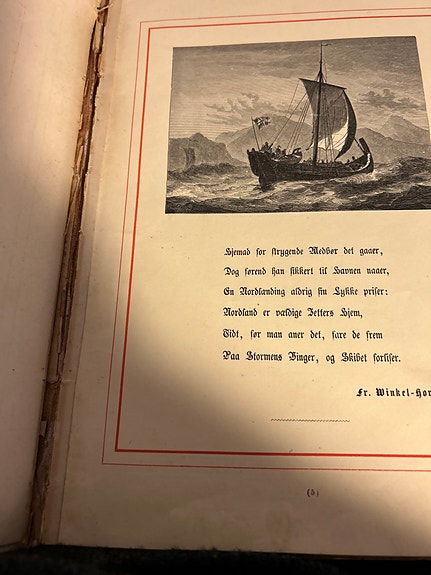 Hjemad for strygende Medbør det gaaer,
Dog førend han sikkert til Havnen naaer,
En Nordlanding aldrig sin Lykke priser:
Nordland er vældige Jetters Hjem,
Tidt, før man aner det, fare de frem
Paa Stormens Vinger, og Skibet forliser.
Fr. Winkel-Hor
(5)